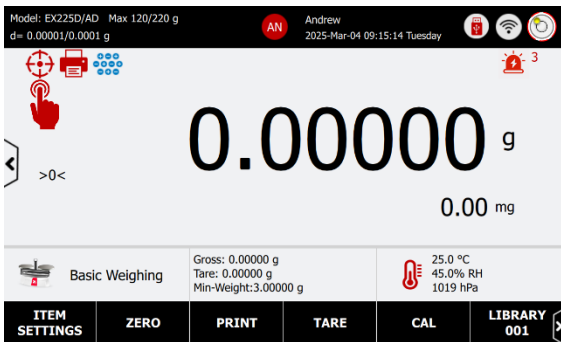 Model: EX225D/AD Max 120/220 g
d= 0.00001/0.0001 g
AN
Andrew
2025-Mar-04 09:15:14 Tuesday
3
0.00000 g
>0<
0.00 mg
Basic Weighing
Gross: 0.00000 g
Tare: 0.00000 g
Min-Weight:3.00000 g
25.0 °C
45.0% RH
1019 hPa
ITEM
SETTINGS
ZERO
PRINT
TARE
CAL
LIBRARY
001